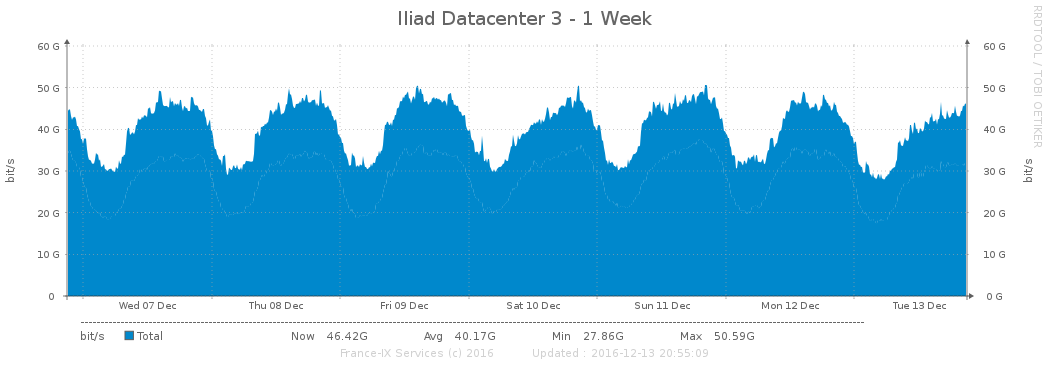 Iliad Datacenter 3 - 1 Week
RRDTOOL / TOBI OETIKER
60 G 60 G
50 G 50 G
40 G 40 G
30 G 30 G
20 G 20 G
10 G 10 G
0 0 G
bit/s
bit/s
Wed 07 Dec Thu 08 Dec Fri 09 Dec Sat 10 Dec Sun 11 Dec Mon 12 Dec Tue 13 Dec
bit/s Total Now 46.42G Avg 40.17G Min 27.86G Max 50.59G
France-IX Services (c) 2016 Updated : 2016-12-13 20:55:09